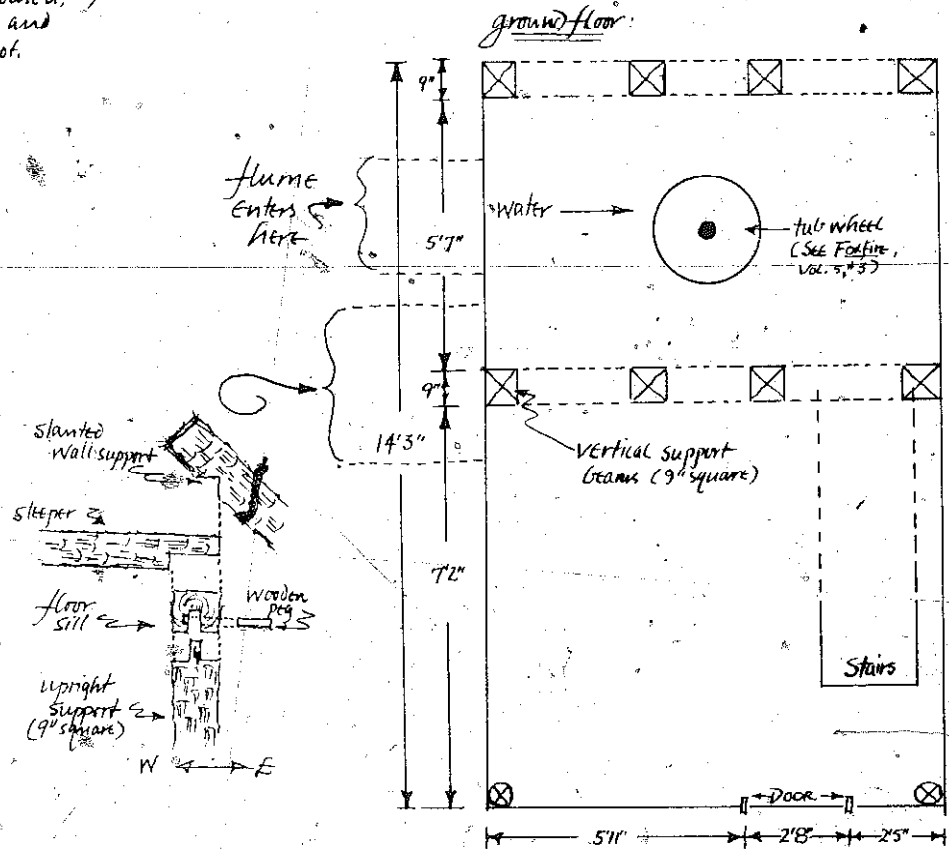 and
ground floor:
9"
flume
enters
here
water
5'7"
tub wheel
(SEE Foxfire,
Vol. 5, #3)
9"
14'3"
vertical support
beams (9" square)
slanted
wall support
sleeper
7'2"
floor
sill
wooden
peg
upright
support
(9" square)
W E
Stairs
DOOR
5'11" 2'8" 2'5"